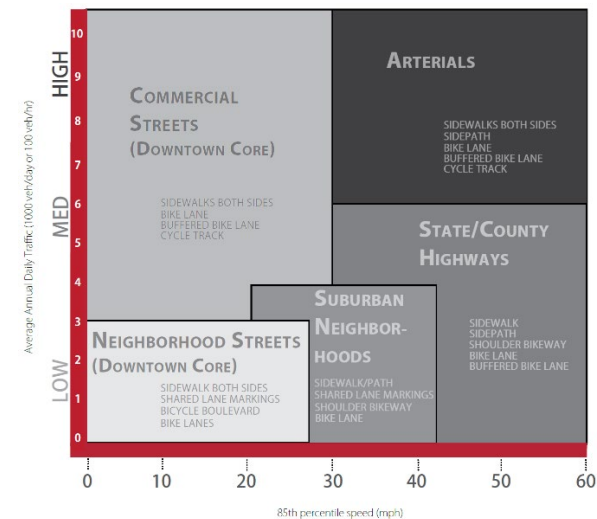 Average Annual Daily Traffic (1000 veh/day or 100 veh/hr)
HIGH
MED
LOW
10
9
8
7
6
5
4
3
2
1
0
COMMERCIAL
STREETS
(DOWNTOWN CORE)
SIDEWALKS BOTH SIDES
BIKE LANE
BUFFERED BIKE LANE
CYCLE TRACK
ARTERIALS
SIDEWALKS BOTH SIDES
SIDEPATH
BIKE LANE
BUFFERED BIKE LANE
CYCLE TRACK
STATE/COUNTY
HIGHWAYS
SIDEWALK
SIDEPATH
SHOULDER BIKEWAY
BIKE LANE
BUFFERED BIKE LANE
SUBURBAN
NEIGHBOR-
HOODS
SIDEWALK/PATH
SHARED LANE MARKINGS
SHOULDER BIKEWAY
BIKE LANE
NEIGHBORHOOD STREETS
(DOWNTOWN CORE)
SIDEWALK BOTH SIDES
SHARED LANE MARKINGS
BICYCLE BOULEVARD
BIKE LANES
0 10 20 30 40 50 60
85th percentile speed (mph)